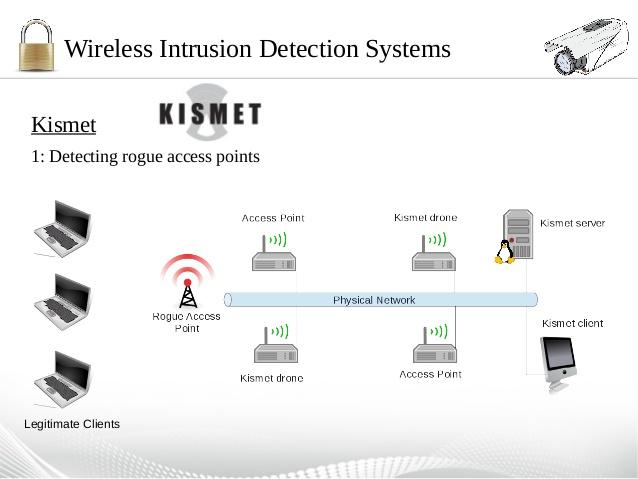 Wireless Intrusion Detection Systems
KISMET
Kismet
1: Detecting rogue access points
Access Point
Kismet drone
Kismet server
Physical Network
Rogue Access
Point
Kismet client
Kismet drone
Access Point
Legitimate Clients